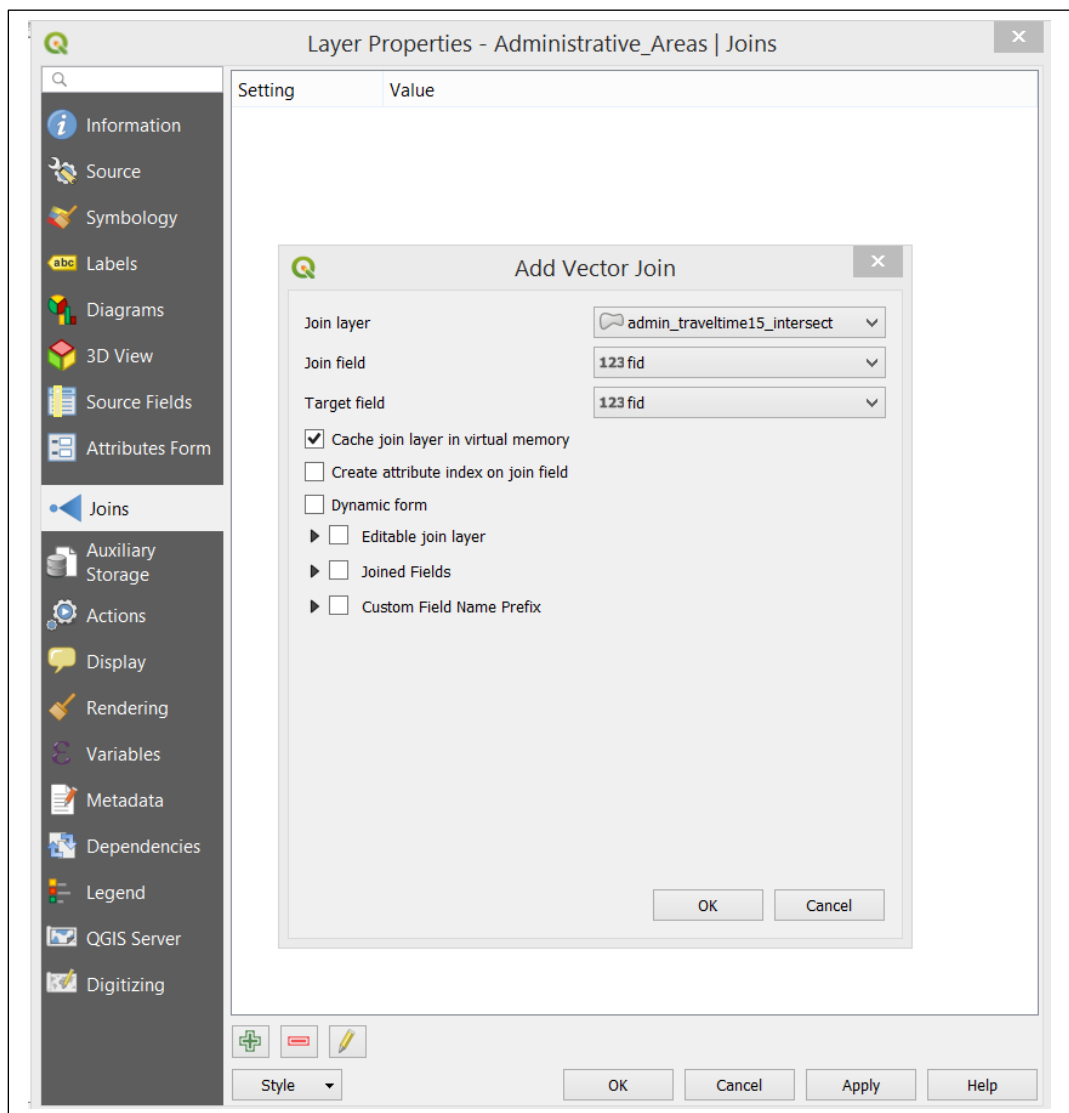 Layer Properties - Administrative_Areas | Joins
Setting Value
Information
Source
Symbology
abc Labels
Diagrams
3D View
Source Fields
Attributes Form
Joins
Auxiliary
Storage
Actions
Display
Rendering
Variables
Metadata
Dependencies
Legend
QGIS Server
Digitizing
Add Vector Join
Join layer admin_traveltime15_intersect
Join field 123 fid
Target field 123 fid
Cache join layer in virtual memory
Create attribute index on join field
Dynamic form
Editable join layer
Joined Fields
Custom Field Name Prefix
OK Cancel
Style OK Cancel Apply Help